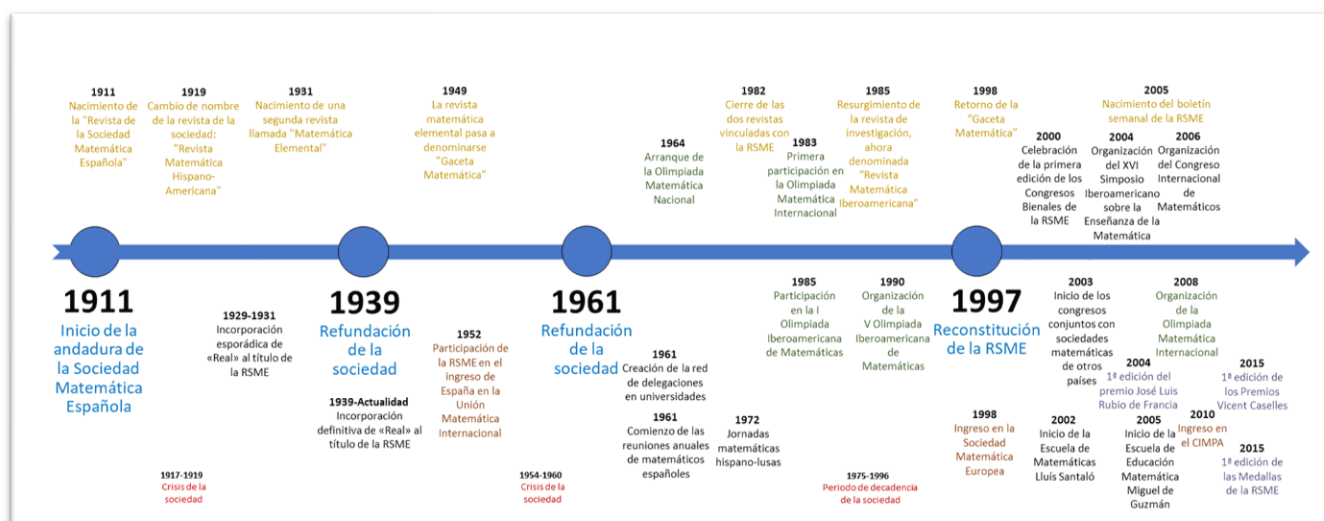 1911
Nacimiento de
la "Revista de
la Sociedad
Matemática
Española"
1919
Cambio de nombre
de la revista de la
sociedad:
"Revista
Matemática
Hispano-
Americana"
1931
Nacimiento de una
segunda revista
llamada "Matemática
Elemental"
1949
La revista
matemática
elemental pasa a
denominarse
"Gaceta
Matemática"
1964
Arranque de
la Olimpiada
Matemática
Nacional
1982
Cierre de las
dos revistas
vinculadas con
la RSME
1983
Primera
participación en
la Olimpiada
Matemática
Internacional
1985
Resurgimiento de
la revista de
investigación,
ahora
denominada
"Revista
Matemática
Iberoamericana"
1998
Retorno de la
"Gaceta
Matemática"
2000
Celebración
de la primera
edición de los
Congresos
Bienales de
la RSME
2005
Nacimiento del boletín
semanal de la RSME
2004
Organización
del XVI
Simposio
Iberoamericano
sobre la
Enseñanza de la
Matemática
2006
Organización
del Congreso
Internacional
de
Matemáticos
1911
Inicio de la
andadura de
la Sociedad
Matemática
Española
1917-1919
Crisis de la
sociedad
1929-1931
Incorporación
esporádica de
«Real» al título de
la RSME
1939
Refundación
de la
sociedad
1939-Actualidad
Incorporación
definitiva de «Real» al
título de la RSME
1952
Participación de
la RSME en el
ingreso de
España en la
Unión
Matemática
Internacional
1954-1960
Crisis de la
sociedad
1961
Refundación
de la
sociedad
1961
Creación de la red
de delegaciones
en universidades
1961
Comienzo de las
reuniones anuales
de matemáticos
españoles
1972
Jornadas
matemáticas
hispano-lusas
1985
Participación
en la I
Olimpiada
Iberoamericana
de Matemáticas
1990
Organización
de la
V Olimpiada
Iberoamericana
de
Matemáticas
1975-1996
Periodo de decadencia
de la sociedad
1997
Reconstitución
de la RSME
1998
Ingreso en la
Sociedad
Matemática
Europea
2003
Inicio de los
congresos
conjuntos con
sociedades
matemáticas
de otros
países
2002
Inicio de la
Escuela de
Matemáticas
Lluís Santaló
2004
1ª edición del
premio José Luis
Rubio de Francia
2005
Inicio de la
Escuela de
Educación
Matemática
Miguel de
Guzmán
2008
Organización
de la
Olimpiada
Matemática
Internacional
2010
Ingreso en
el CIMPA
2015
1ª edición de
los Premios
Vicent Caselles
2015
1ª edición de
las Medallas
de la RSME